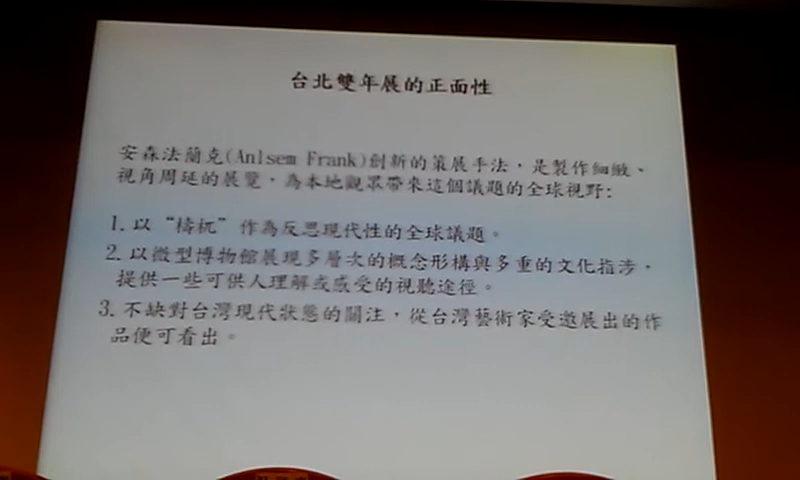 台北雙年展的正面性
安森法蘭克(Anlsem Frank)創新的策展手法，是製作細緻、
視角周延的展覽，為本地觀眾帶來這個議題的全球視野:
1. 以“檮杌”作為反思現代性的全球議題。
2. 以微型博物館展現多層次的概念形構與多重的文化指涉，
提供一些可供人理解或感受的視聽途徑。
3. 不缺對台灣現代狀態的關注，從台灣藝術家受邀展出的作
品便可看出。